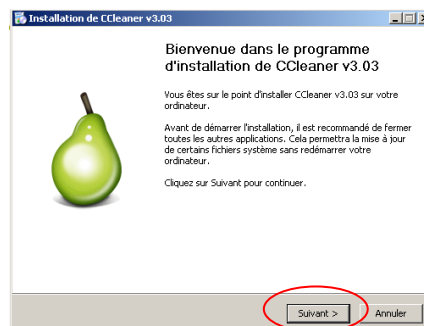 Installation de CCleaner v3.03
Bienvenue dans le programme
d'installation de CCleaner v3.03
Vous êtes sur le point d'installer CCleaner v3.03 sur votre
ordinateur.
Avant de démarrer l'installation, il est recommandé de fermer
toutes les autres applications. Cela permettra la mise à jour
de certains fichiers système sans redémarrer votre
ordinateur.
Cliquez sur Suivant pour continuer.
Suivant >
Annuler